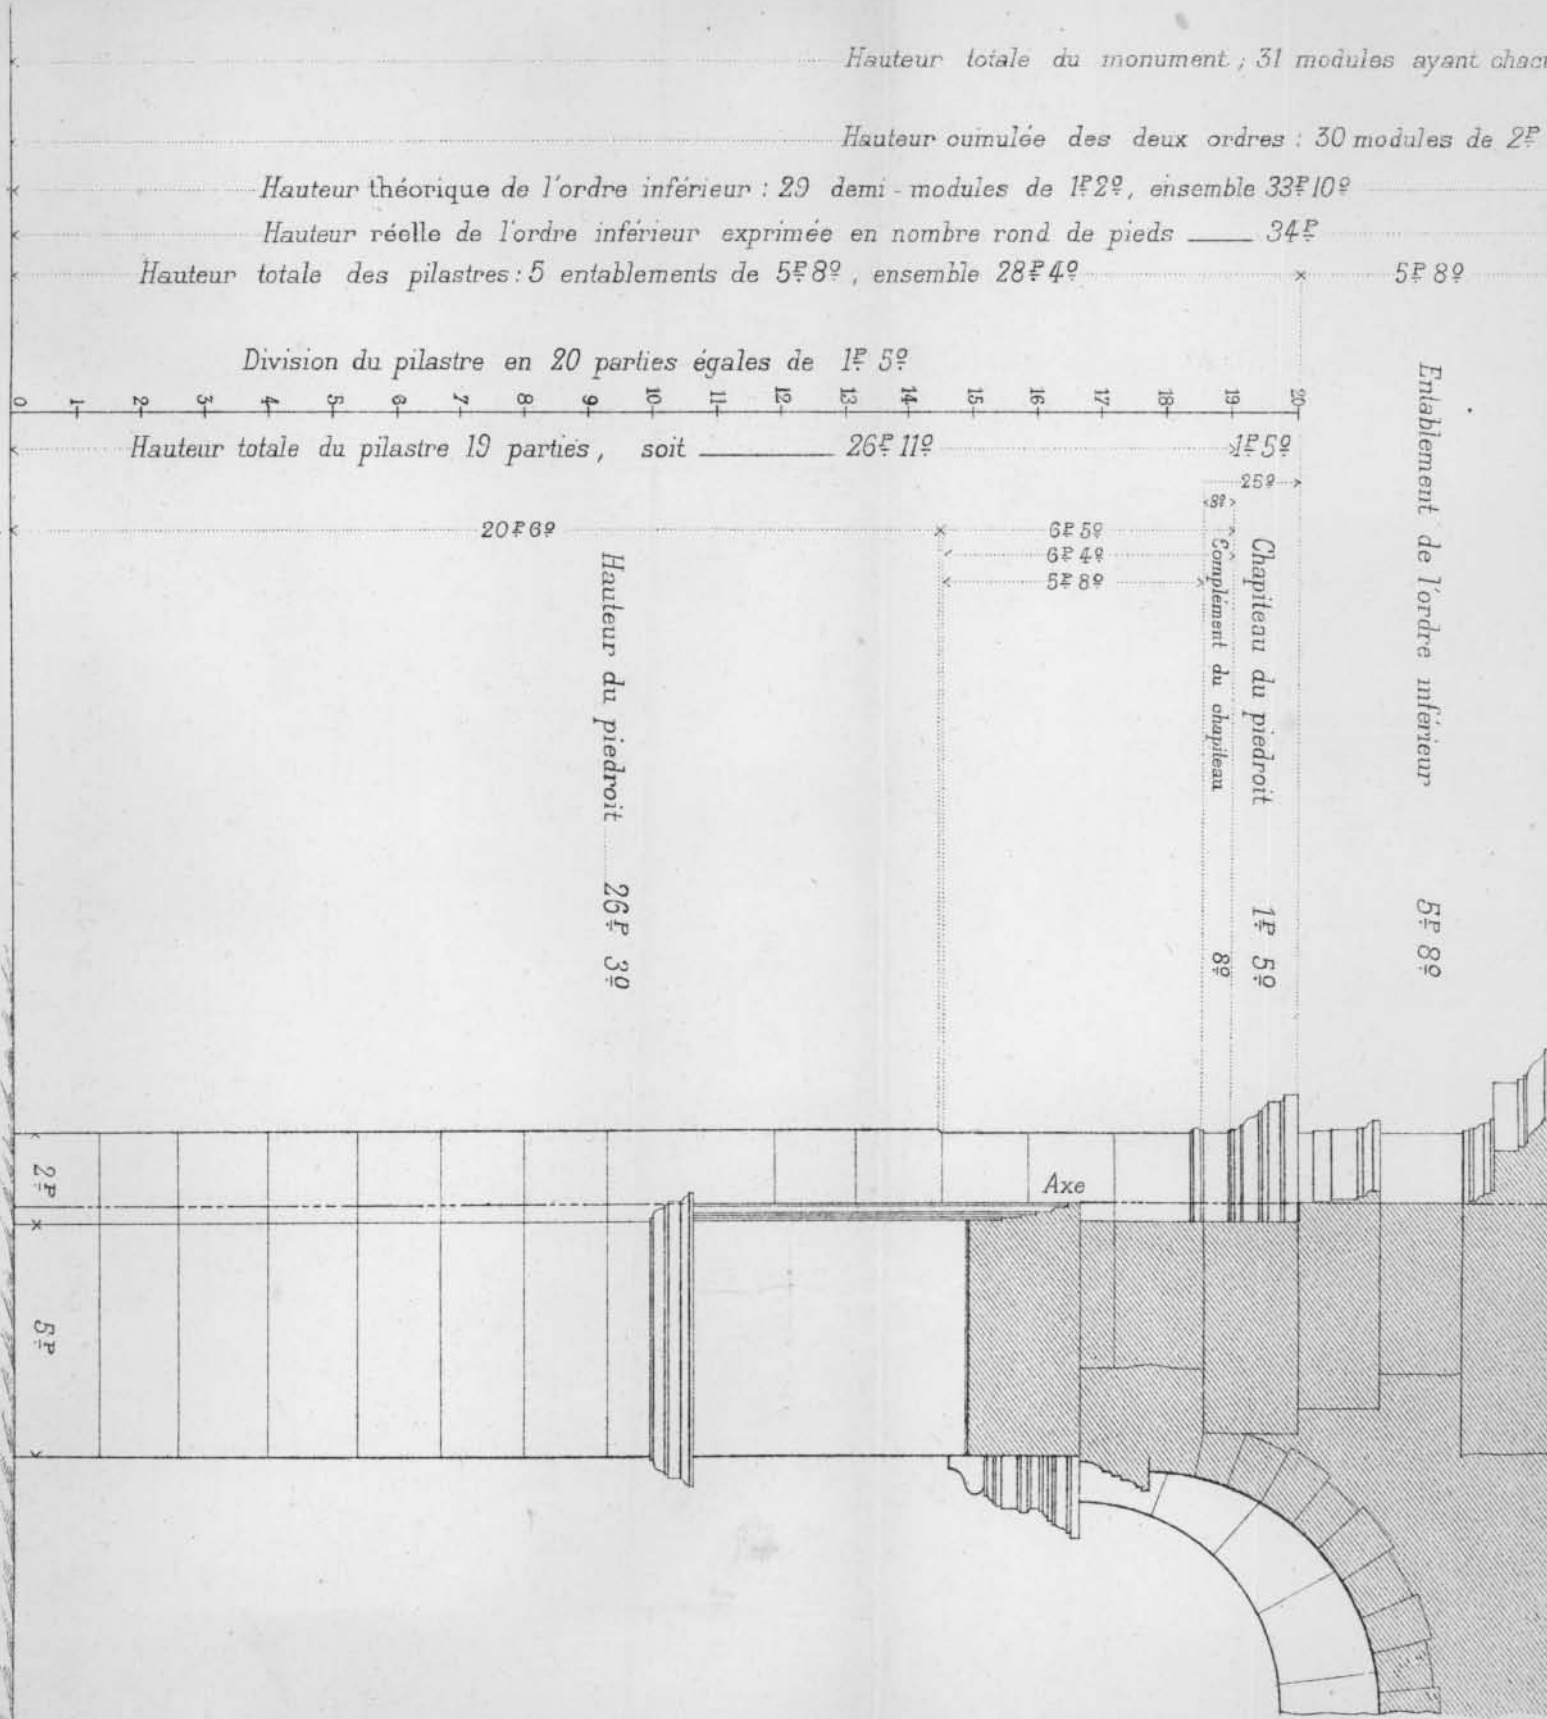 Hauteur totale du monument ; 31 modules ayant
Hauteur cumulée des deux ordres : 30 modules de 2ᴾ
Hauteur théorique de l'ordre inférieur : 29 demi-modules de 1ᴾ 2º, ensemble 33ᴾ 10º
Hauteur réelle de l'ordre inférieur exprimée en nombre rond de pieds 34ᴾ
Hauteur totale des pilastres : 5 entablements de 5ᴾ 8º, ensemble 28ᴾ 4º
5ᴾ 8º
Division du pilastre en 20 parties égales de 1ᴾ 5º
0 1 2 3 4 5 6 7 8 9 10 11 12 13 14 15 16 17 18 19 20
Hauteur totale du pilastre 19 parties, soit 26ᴾ 11º
1ᴾ 5º
25º
8º
20ᴾ 6º
6ᴾ 5º
6ᴾ 4º
5ᴾ 8º
Hauteur du piedroit 26ᴾ 3º
Complément du chapiteau 8º
Chapiteau du piedroit 1ᴾ 5º
Entablement de l'ordre inférieur 5ᴾ 8º
Axe
2ᴾ
5ᴾ